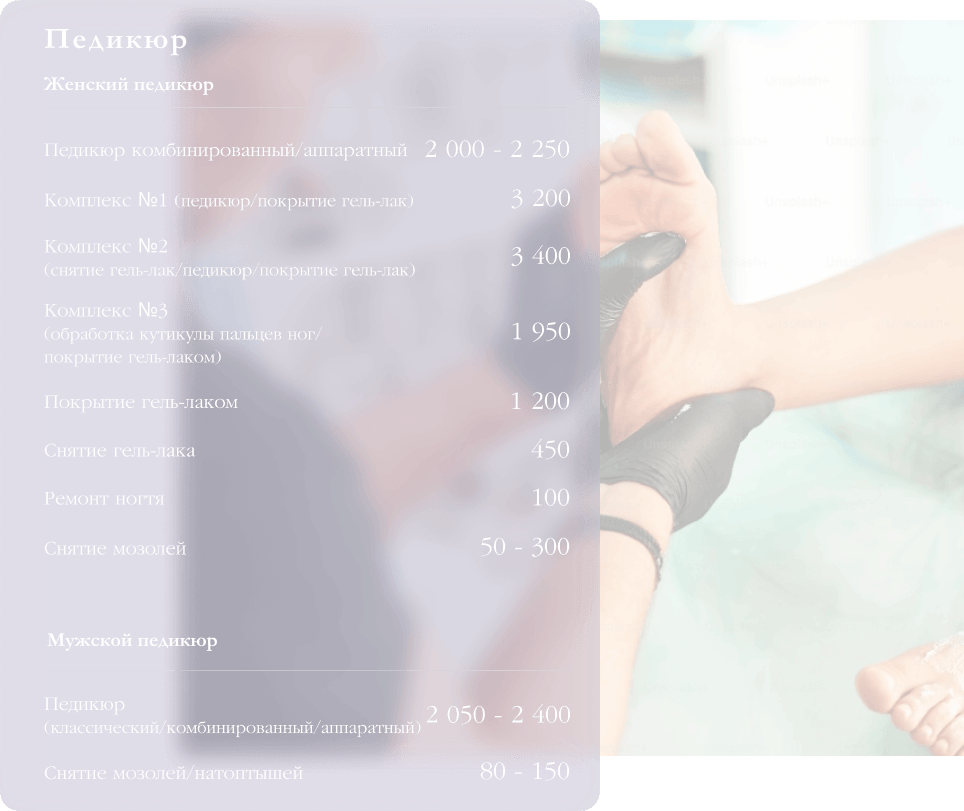 Педикюр
Женский педикюр
Педикюр комбинированный/аппаратный 2 000 - 2 250
Комплекс №1 (педикюр/покрытие гель-лак) 3 200
Комплекс №2
(снятие гель-лак/педикюр/покрытие гель-лак) 3 400
Комплекс №3
(обработка кутикулы пальцев ног/ 1 950
покрытие гель-лаком)
Покрытие гель-лаком 1 200
Снятие гель-лака 450
Ремонт ногтя 100
Снятие мозолей 50 - 300
Мужской педикюр
Педикюр
(классический/комбинированный/аппаратный) 2 050 - 2 400
Снятие мозолей/натоптышей 80 - 150